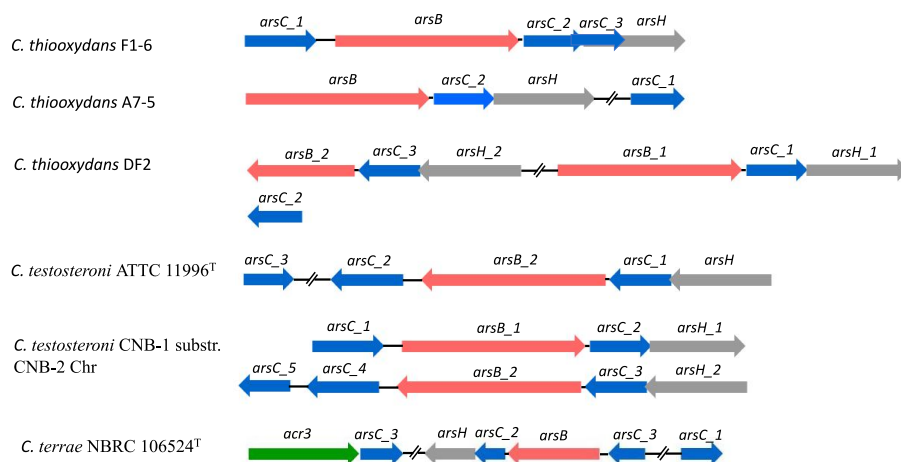 arsC_1 arsB arsC_2 arsC_3 arsH
C. thiooxydans F1-6
arsB arsC_2 arsH arsC_1
C. thiooxydans A7-5
arsB_2 arsC_3 arsH_2 arsB_1 arsC_1 arsH_1
C. thiooxydans DF2
arsC_2
arsC_3 arsC_2 arsB_2 arsC_1 arsH
C. testosteroni ATTC 11996ᵀ
arsC_1 arsB_1 arsC_2 arsH_1
C. testosteroni CNB-1 substr.
CNB-2 Chr
arsC_5 arsC_4 arsB_2 arsC_3 arsH_2
acr3 arsC_3 arsH arsC_2 arsB arsC_3 arsC_1
C. terrae NBRC 106524ᵀ